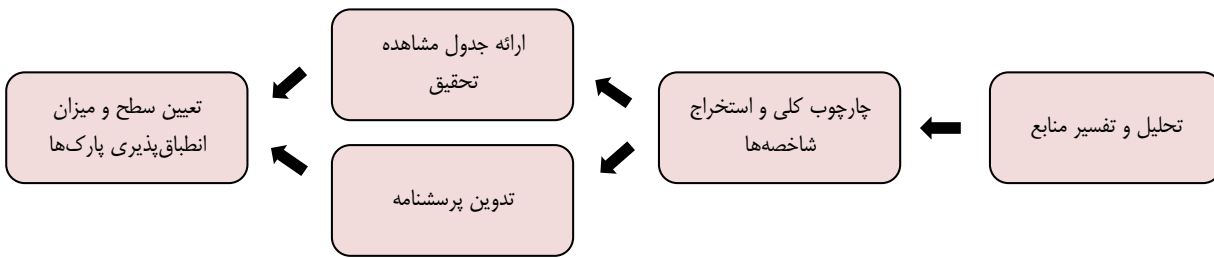 تحلیل و تفسیر منابع
چارچوب کلی و استخراج
شاخصه‌ها
ارائه جدول مشاهده
تحقیق
تدوین پرسشنامه
تعیین سطح و میزان
انطباق‌پذیری پارک‌ها